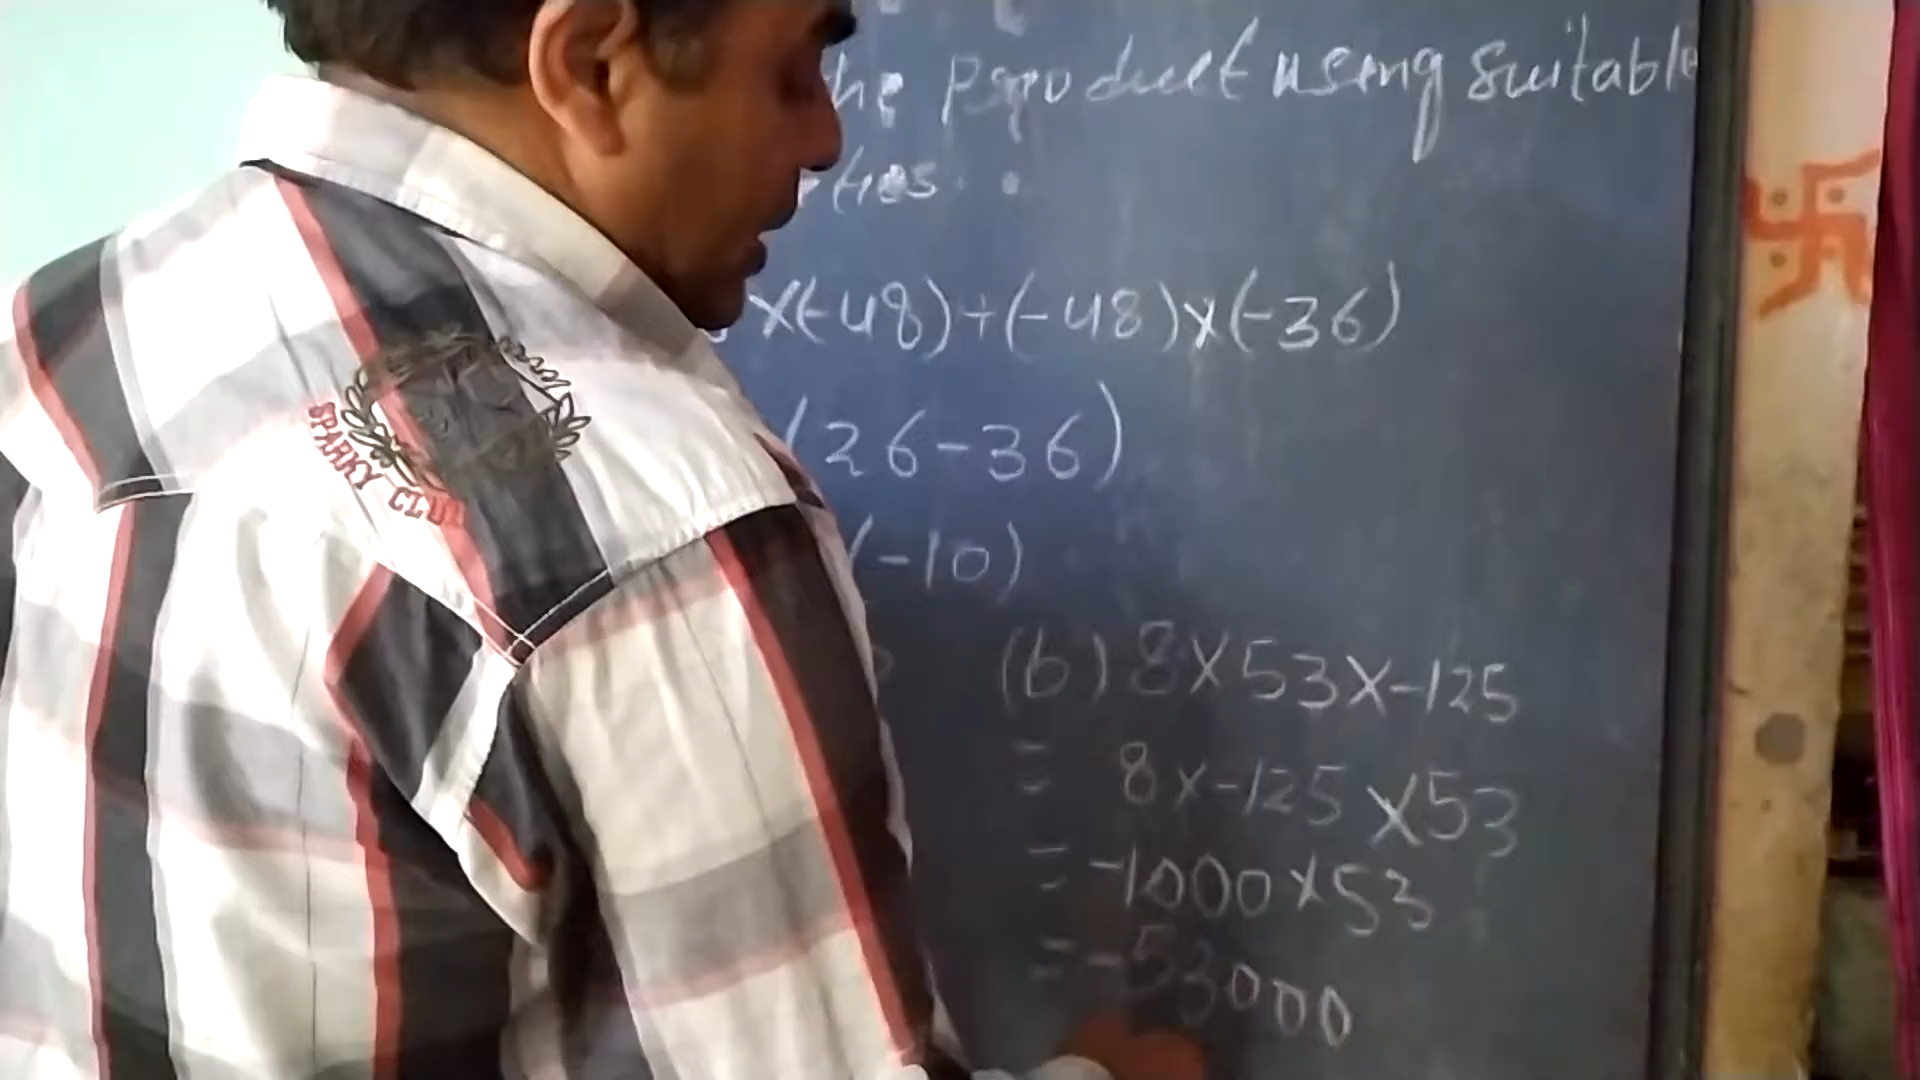 the product using suitable
ties.
×(-48)+(-48)×(-36)
(26-36)
(-10)
(b) 8×53×-125
= 8×-125×53
= -1000×53
= -53000
SPARKY CLUB